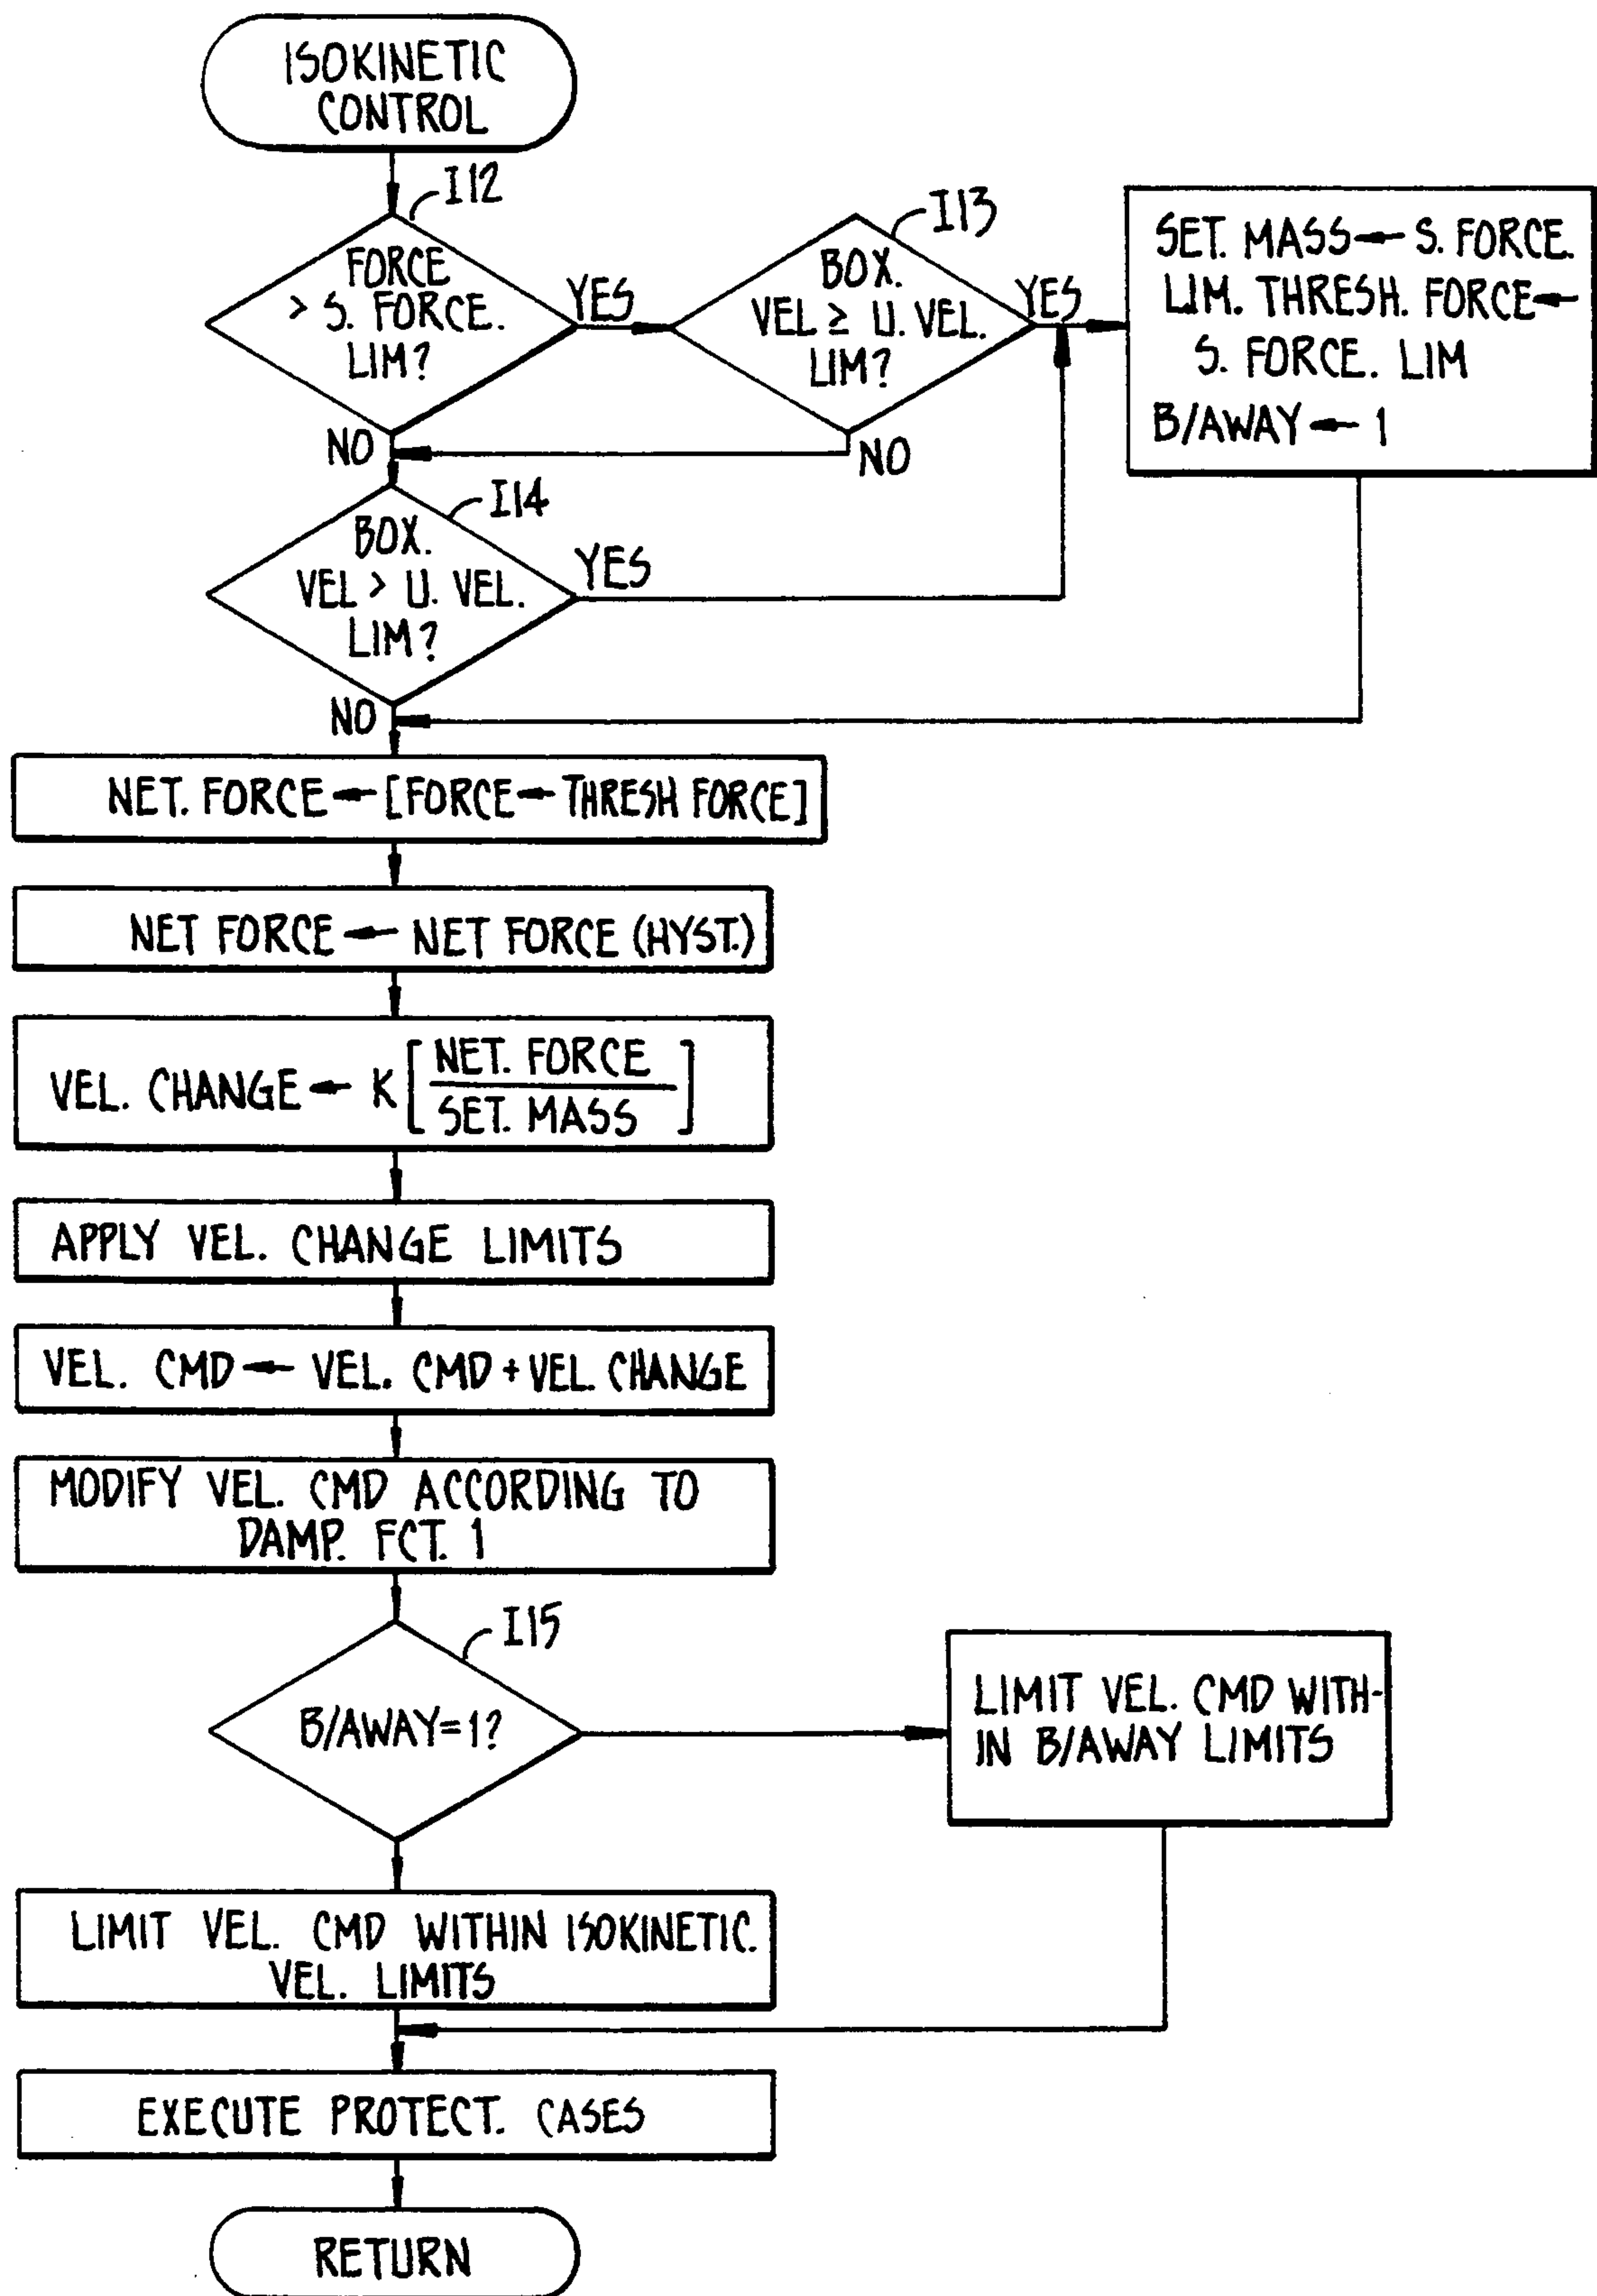 ISOKINETIC
CONTROL
I12
FORCE
> S. FORCE.
LIM?
YES
NO
I13
BOX.
VEL ≥ U. VEL.
LIM?
YES
NO
SET. MASS ← S. FORCE.
LIM. THRESH. FORCE ←
S. FORCE. LIM
B/AWAY ← 1
I14
BOX.
VEL > U. VEL.
LIM?
YES
NO
NET. FORCE ← [FORCE ← THRESH FORCE]
NET FORCE ← NET FORCE (HYST.)
VEL. CHANGE ← K [ NET. FORCE
SET. MASS ]
APPLY VEL. CHANGE LIMITS
VEL. CMD ← VEL. CMD + VEL. CHANGE
MODIFY VEL. CMD ACCORDING TO
DAMP. FCT. 1
I15
B/AWAY=1?
LIMIT VEL. CMD WITH-
IN B/AWAY LIMITS
LIMIT VEL. CMD WITHIN ISOKINETIC.
VEL. LIMITS
EXECUTE PROTECT. CASES
RETURN